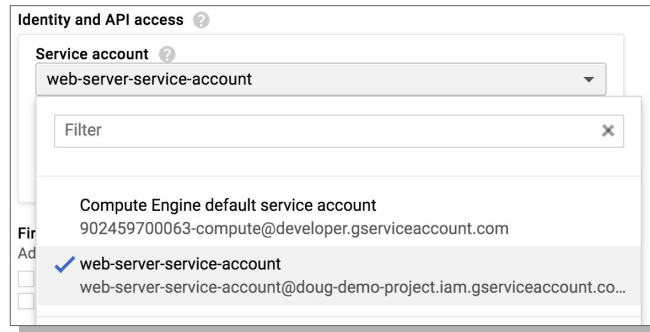 Identity and API access
Service account
web-server-service-account
Filter
Compute Engine default service account
902459700063-compute@developer.gserviceaccount.com
Fir
Ad
web-server-service-account
web-server-service-account@doug-demo-project.iam.gserviceaccount.co...